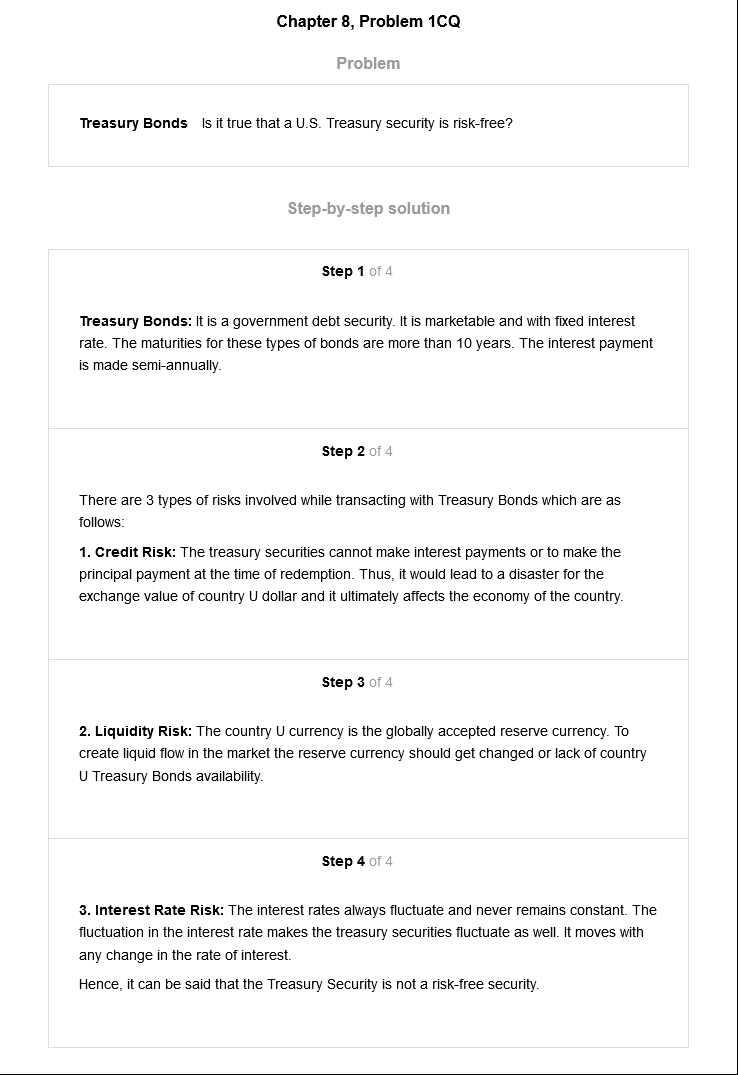 Chapter 8, Problem 1CQ
Problem
Treasury Bonds Is it true that a U.S. Treasury security is risk-free?
Step-by-step solution
Step 1 of 4
Treasury Bonds: It is a government debt security. It is marketable and with fixed interest
rate. The maturities for these types of bonds are more than 10 years. The interest payment
is made semi-annually.
Step 2 of 4
There are 3 types of risks involved while transacting with Treasury Bonds which are as
follows:
1. Credit Risk: The treasury securities cannot make interest payments or to make the
principal payment at the time of redemption. Thus, it would lead to a disaster for the
exchange value of country U dollar and it ultimately affects the economy of the country.
Step 3 of 4
2. Liquidity Risk: The country U currency is the globally accepted reserve currency. To
create liquid flow in the market the reserve currency should get changed or lack of country
U Treasury Bonds availability.
Step 4 of 4
3. Interest Rate Risk: The interest rates always fluctuate and never remains constant. The
fluctuation in the interest rate makes the treasury securities fluctuate as well. It moves with
any change in the rate of interest.
Hence, it can be said that the Treasury Security is not a risk-free security.